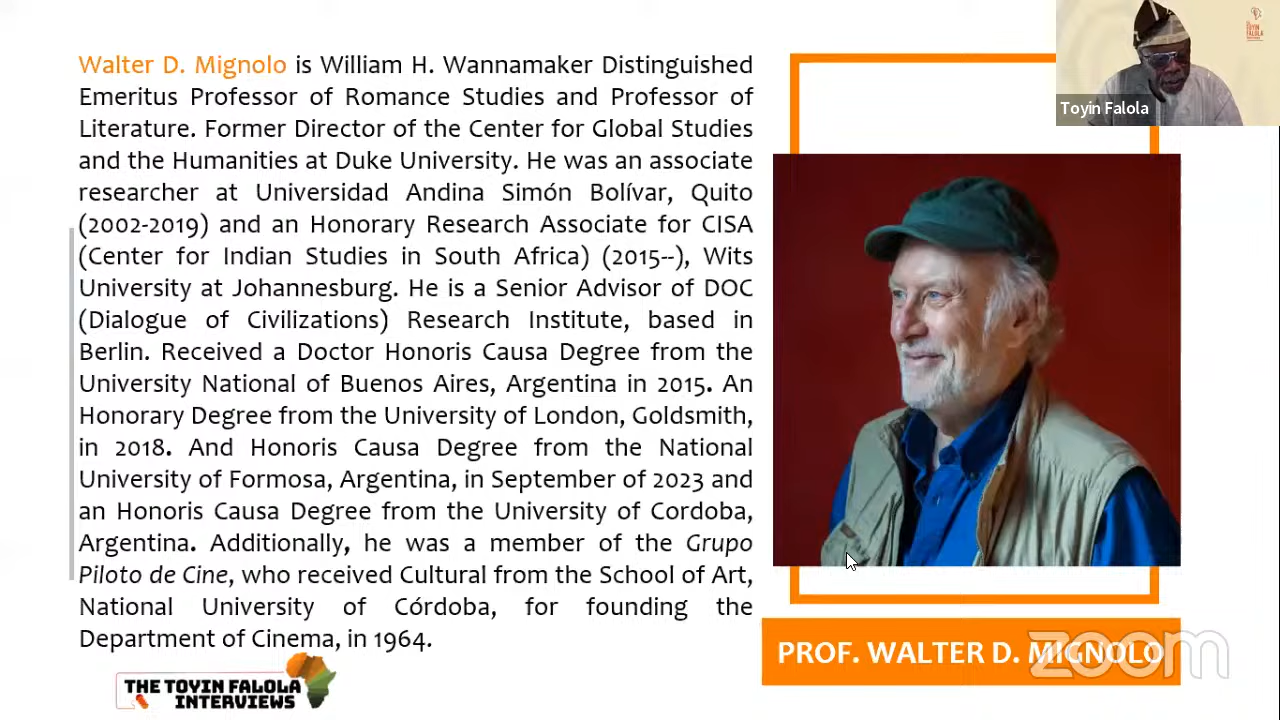 Walter D. Mignolo is William H. Wannamaker Distinguished
Emeritus Professor of Romance Studies and Professor of
Literature. Former Director of the Center for Global Studies
and the Humanities at Duke University. He was an associate
researcher at Universidad Andina Simón Bolívar, Quito
(2002-2019) and an Honorary Research Associate for CISA
(Center for Indian Studies in South Africa) (2015--), Wits
University at Johannesburg. He is a Senior Advisor of DOC
(Dialogue of Civilizations) Research Institute, based in
Berlin. Received a Doctor Honoris Causa Degree from the
University National of Buenos Aires, Argentina in 2015. An
Honorary Degree from the University of London, Goldsmith,
in 2018. And Honoris Causa Degree from the National
University of Formosa, Argentina, in September of 2023 and
an Honoris Causa Degree from the University of Cordoba,
Argentina. Additionally, he was a member of the Grupo
Piloto de Cine, who received Cultural from the School of Art,
National University of Córdoba, for founding the
Department of Cinema, in 1964.
THE TOYIN FALOLA
INTERVIEWS
Toyin Falola
PROF. WALTER D. MIGNOLO
zoom